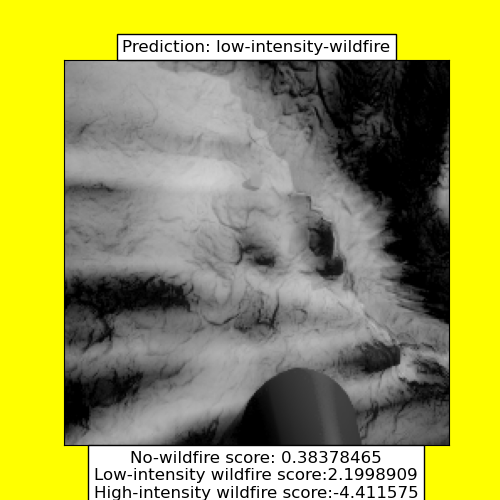 Prediction: low-intensity-wildfire
No-wildfire score: 0.38378465
Low-intensity wildfire score:2.1998909
High-intensity wildfire score:-4.411575